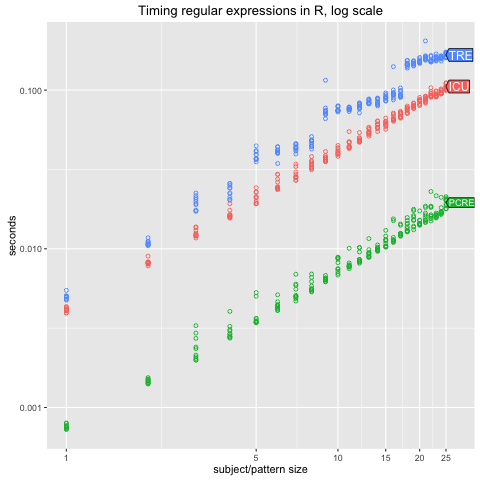 Timing regular expressions in R, log scale
TRE
0.100
ICU
PCRE
seconds
0.010
0.001
1 5 10 15 20 25
subject/pattern size